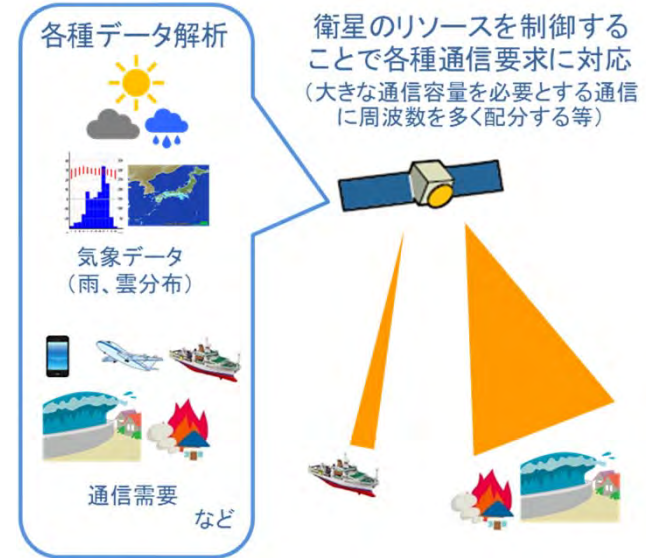 各種データ解析
気象データ
（雨、雲分布）
通信需要
など
衛星のリソースを制御する
ことで各種通信要求に対応
（大きな通信容量を必要とする通信
に周波数を多く配分する等）